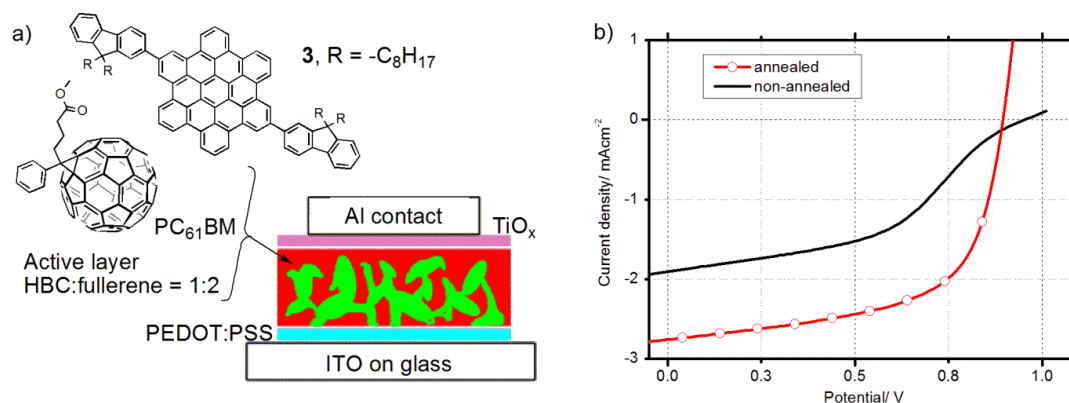 a)
3, R = -C₈H₁₇
R R
R R
O
O
PC₆₁BM
Active layer
HBC:fullerene = 1:2
Al contact
TiOₓ
PEDOT:PSS
ITO on glass
b)
annealed
non-annealed
1
0
-1
-2
-3
Current density/ mAcm⁻²
0.0 0.3 0.5 0.8 1.0
Potential/ V